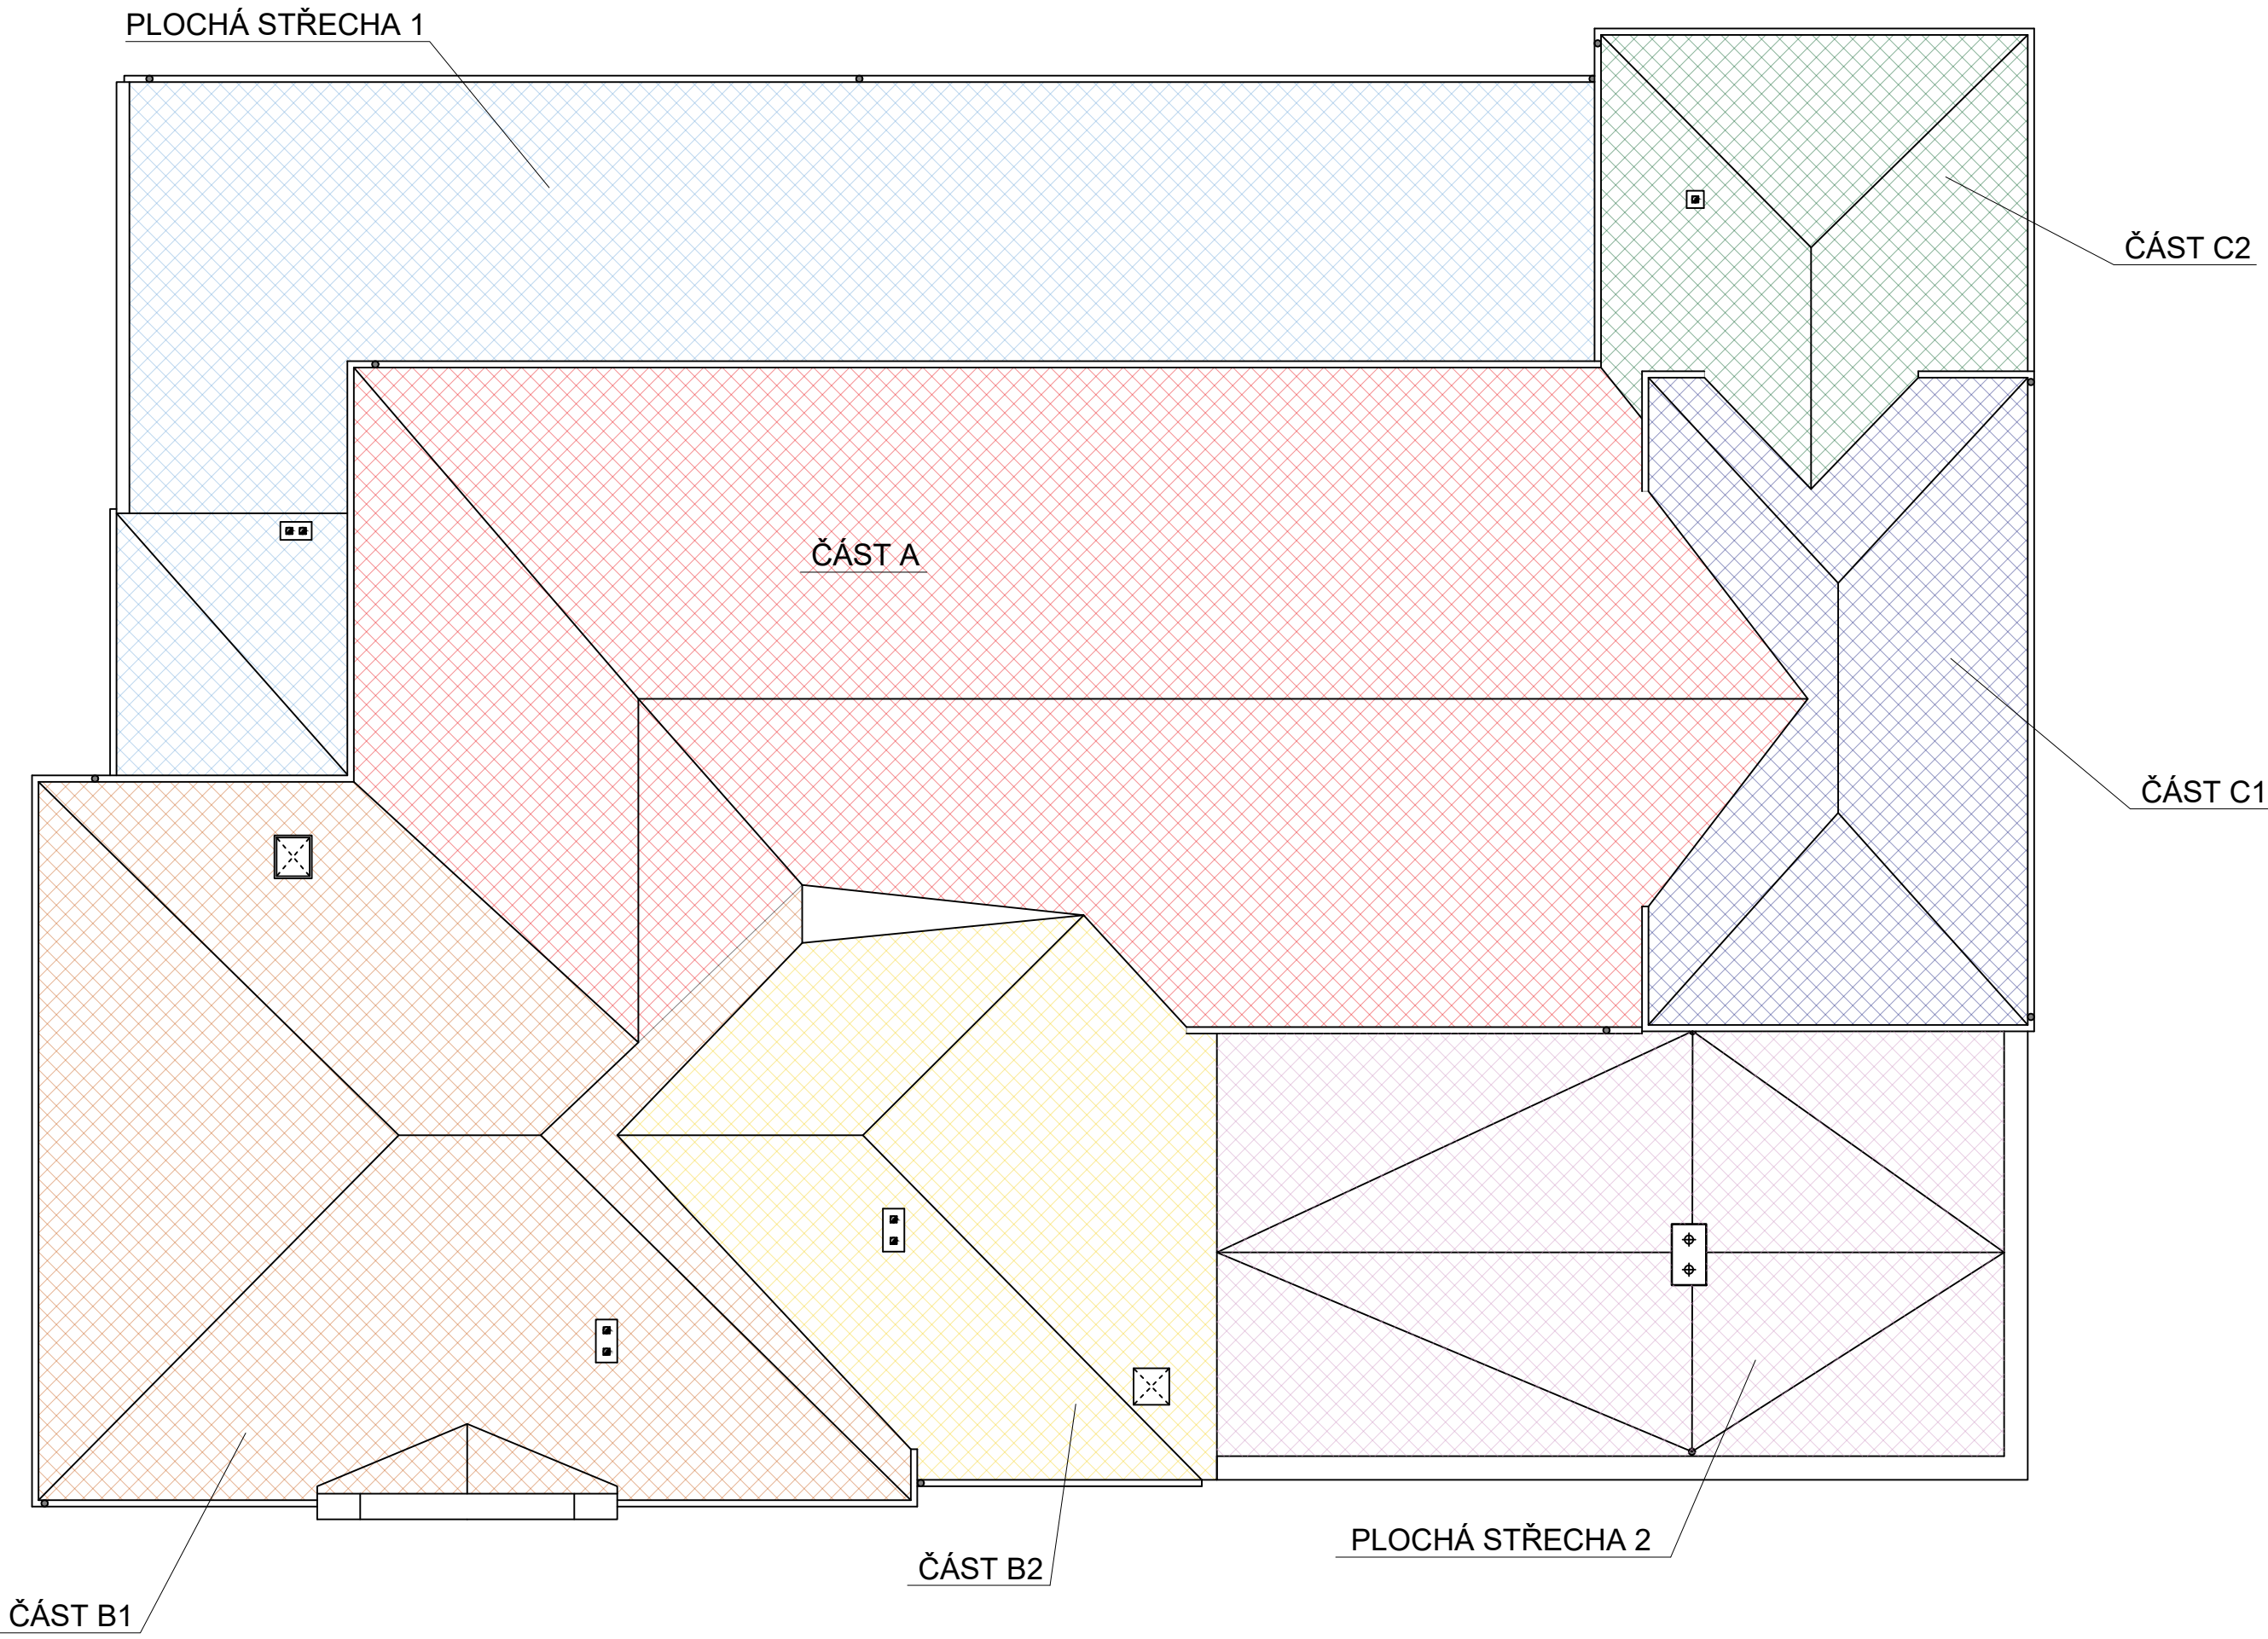 PLOCHÁ STŘECHA 1
ČÁST C2
ČÁST A
ČÁST C1
PLOCHÁ STŘECHA 2
ČÁST B2
ČÁST B1